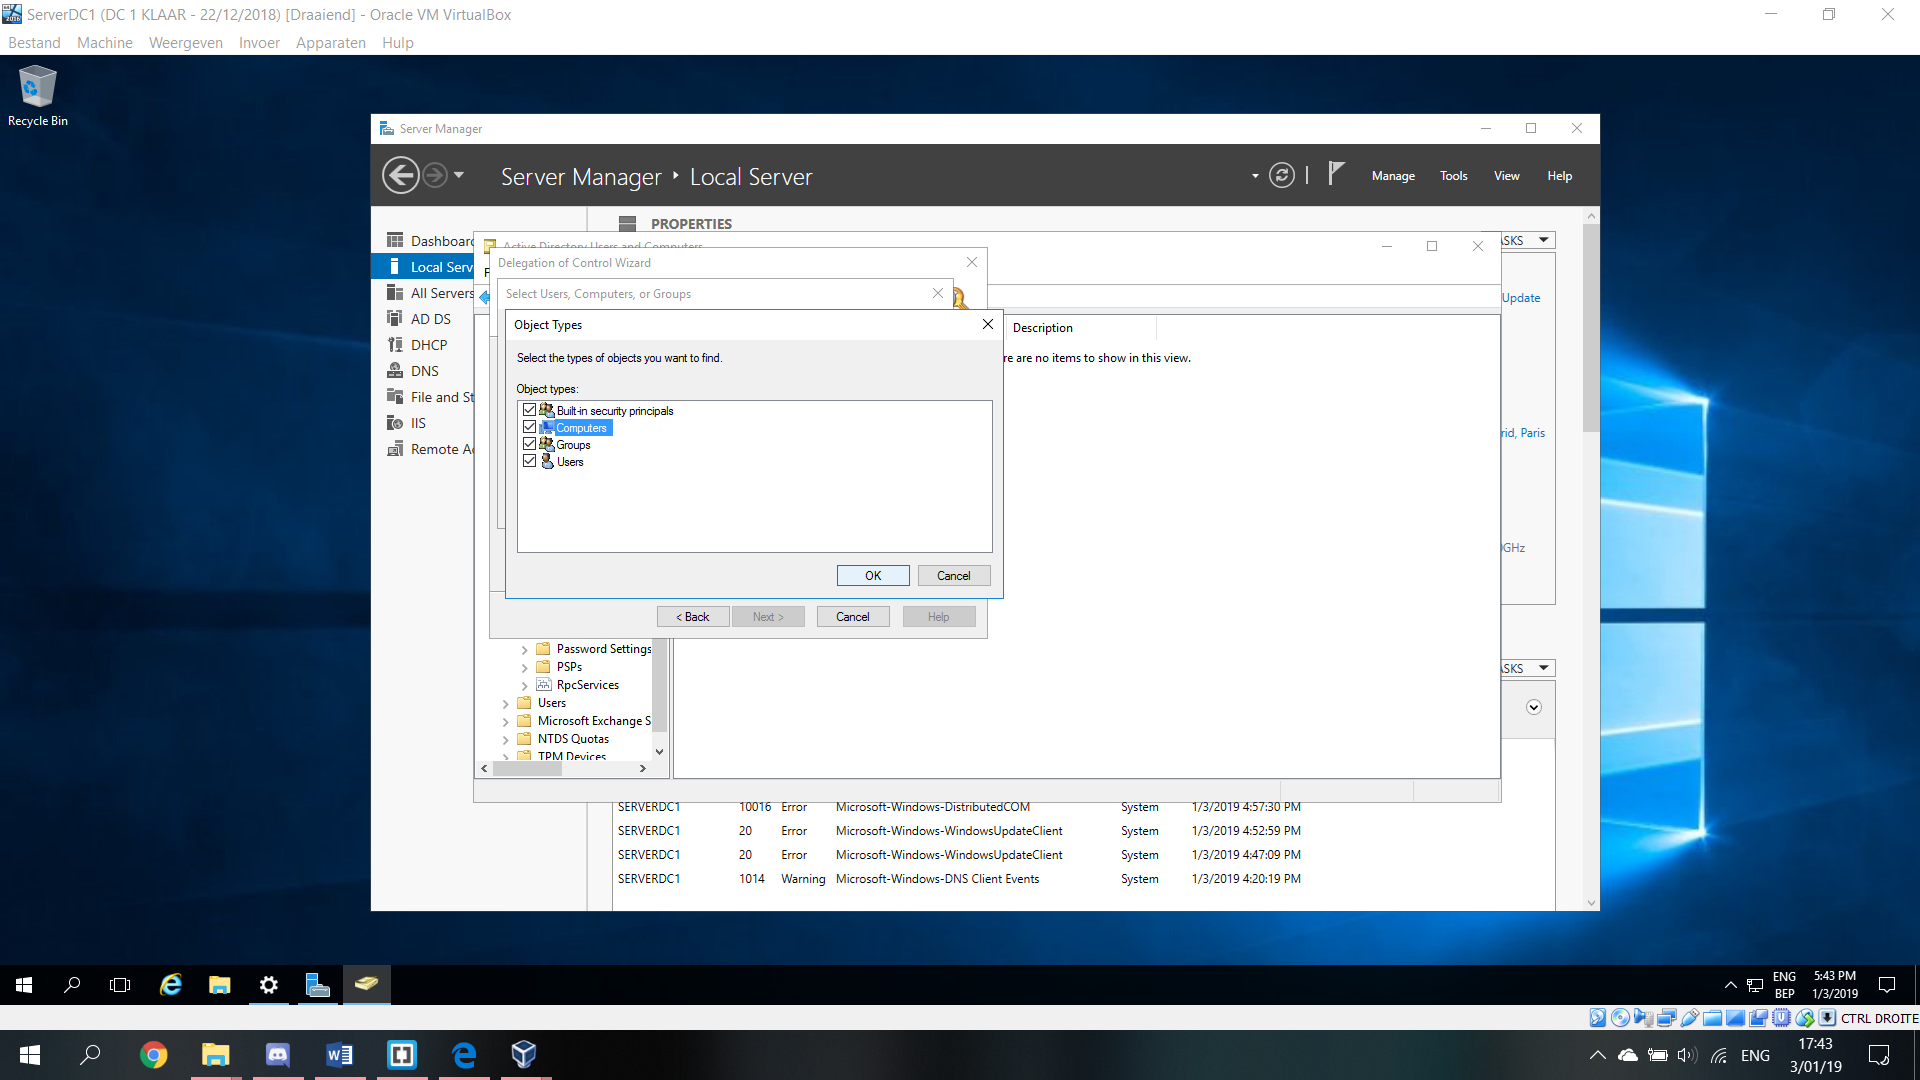 ServerDC1 (DC 1 KLAAR - 22/12/2018) [Draaiend] - Oracle VM VirtualBox
Bestand Machine Weergeven Invoer Apparaten Hulp
Recycle Bin
Server Manager
Server Manager Local Server
Manage Tools View Help
Dashboard
Local Serv
All Servers
AD DS
DHCP
DNS
File and St
IIS
Remote Ac
PROPERTIES
ASKS
Active Directory Users and Computers
F
Delegation of Control Wizard
Select Users, Computers, or Groups
Object Types
Select the types of objects you want to find.
Object types:
Built-in security principals
Computers
Groups
Users
OK Cancel
< Back Next > Cancel Help
Description
re are no items to show in this view.
Update
rid, Paris
GHz
ASKS
Password Settings
PSPs
RpcServices
Users
Microsoft Exchange S
NTDS Quotas
TPM Devices
SERVERDC1 10016 Error Microsoft-Windows-DistributedCOM System 1/3/2019 4:57:30 PM
SERVERDC1 20 Error Microsoft-Windows-WindowsUpdateClient System 1/3/2019 4:52:59 PM
SERVERDC1 20 Error Microsoft-Windows-WindowsUpdateClient System 1/3/2019 4:47:09 PM
SERVERDC1 1014 Warning Microsoft-Windows-DNS Client Events System 1/3/2019 4:20:19 PM
ENG
BEP
5:43 PM
1/3/2019
CTRL DROITE
ENG
17:43
3/01/19